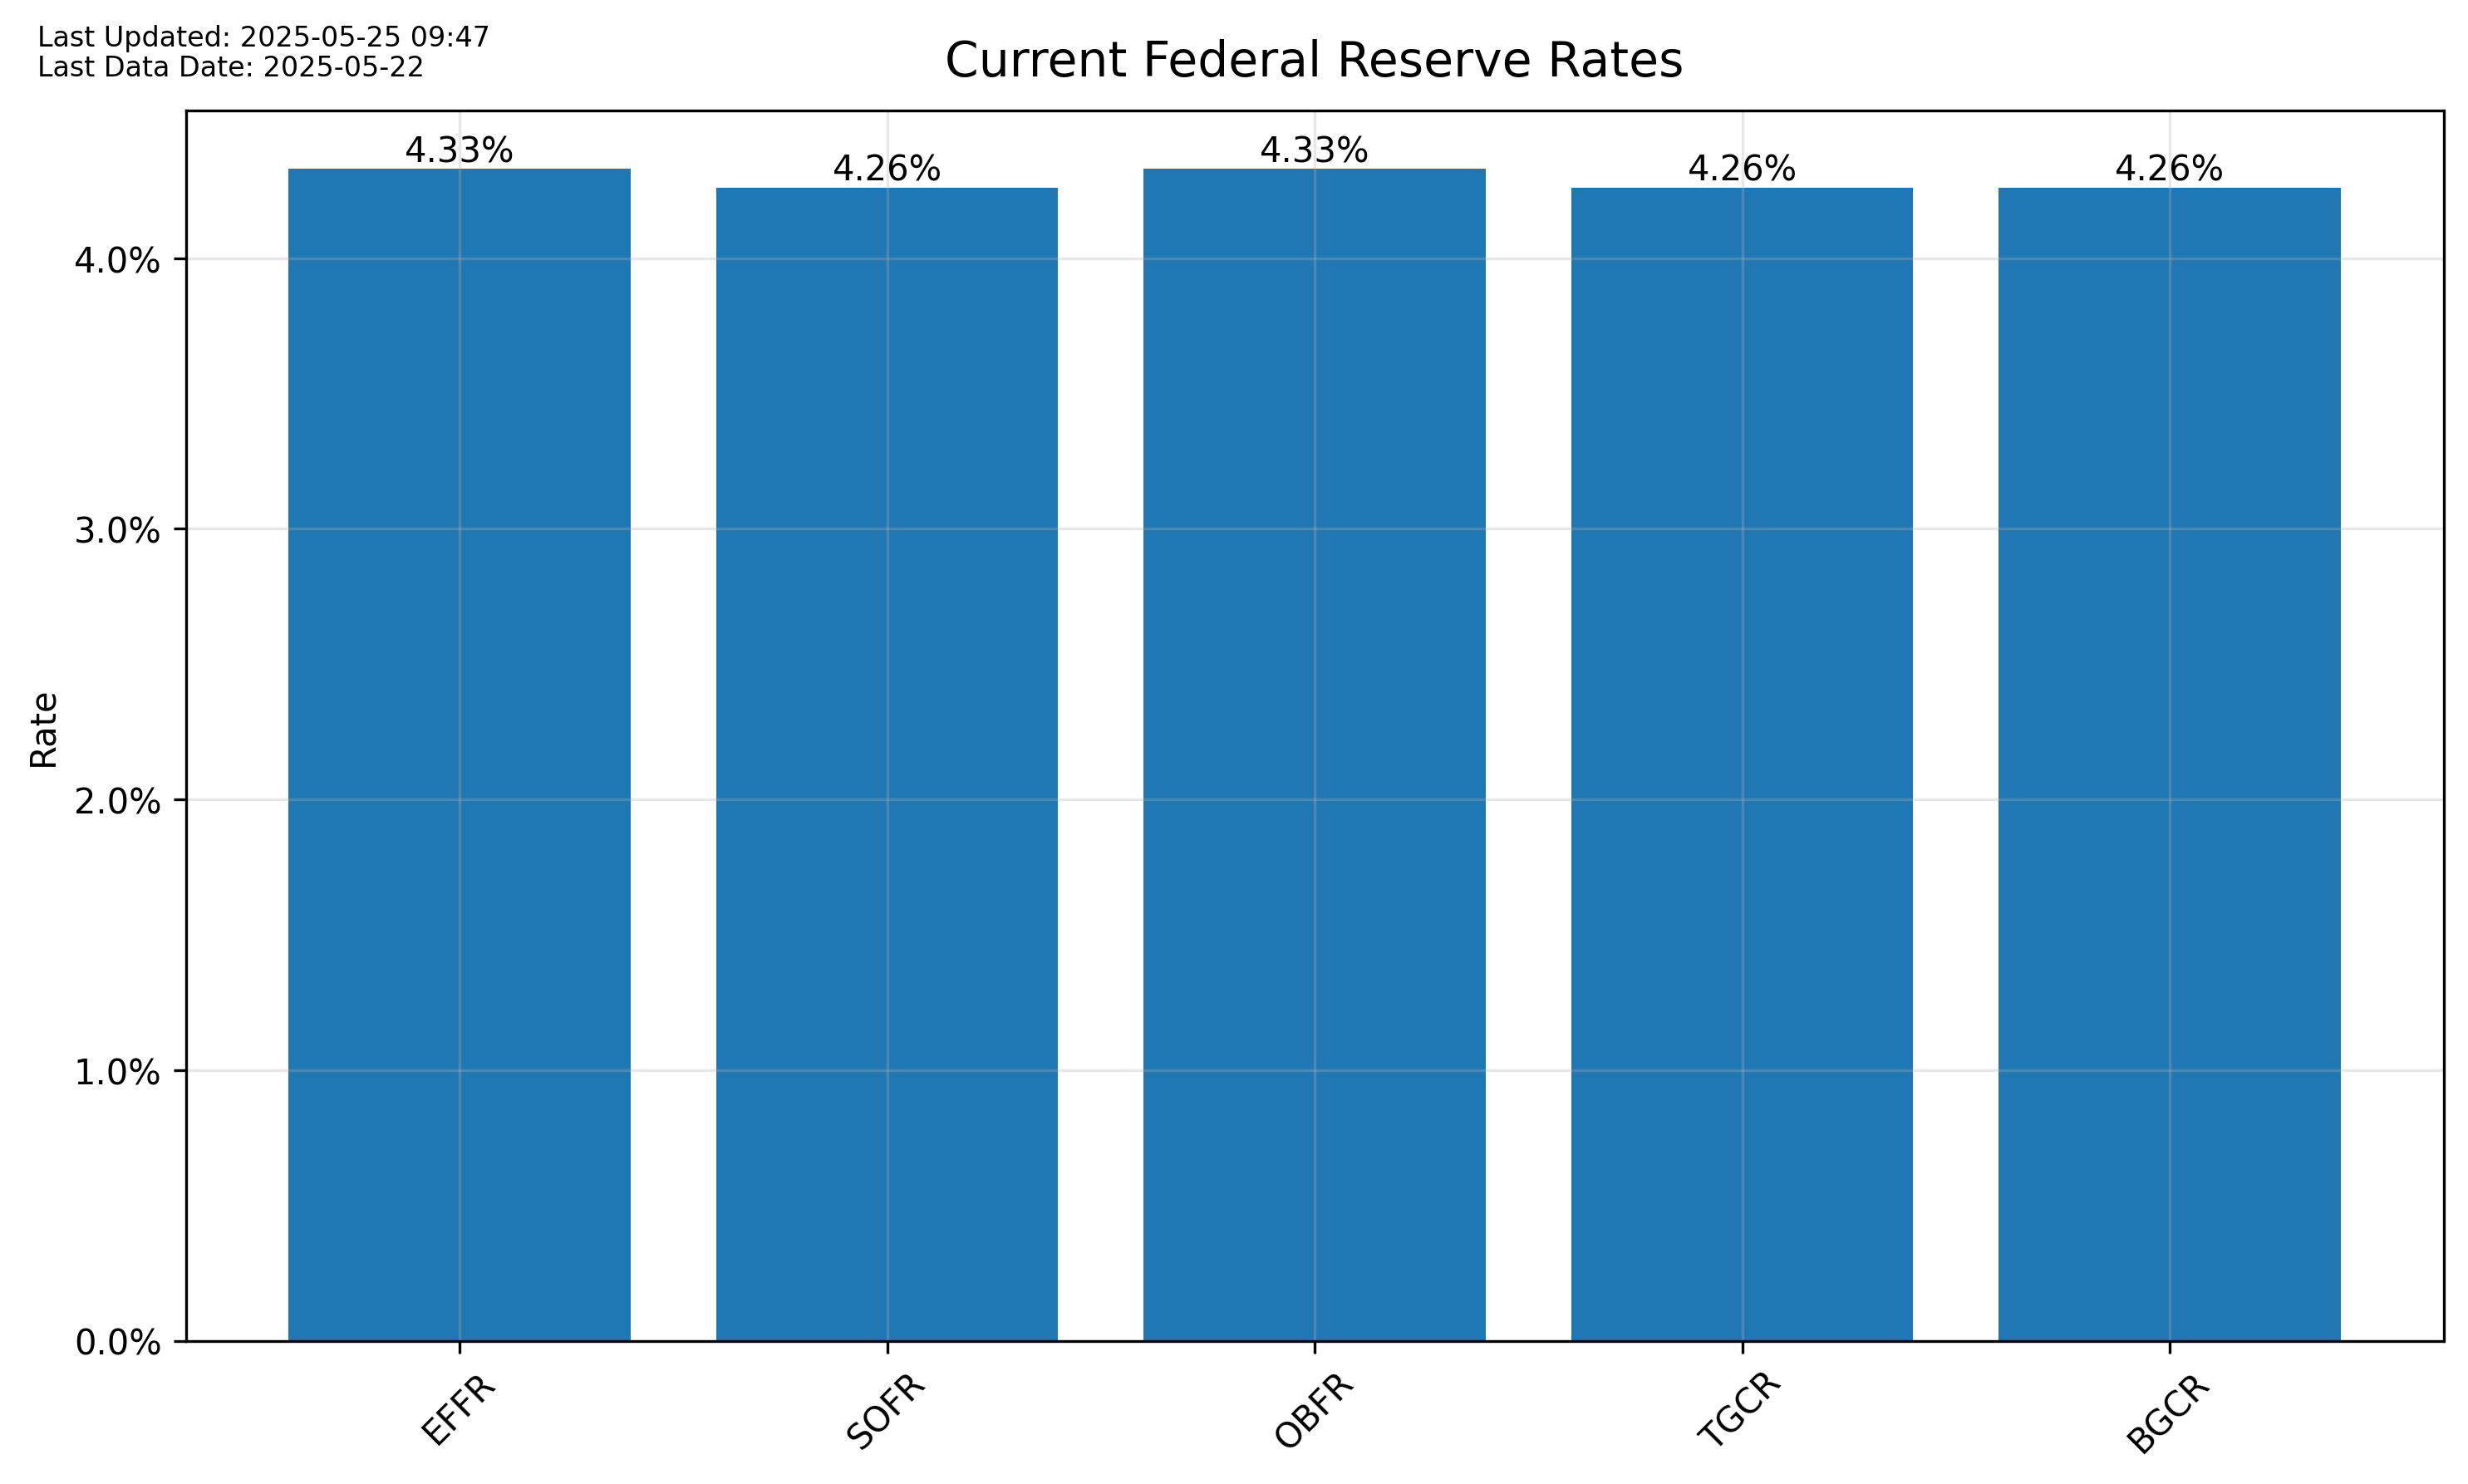 Last Updated: 2025-05-25 09:47
Last Data Date: 2025-05-22
Current Federal Reserve Rates
4.33%
4.26%
4.33%
4.26%
4.26%
4.0%
3.0%
2.0%
1.0%
0.0%
Rate
EFFR
SOFR
OBFR
TGCR
BGCR